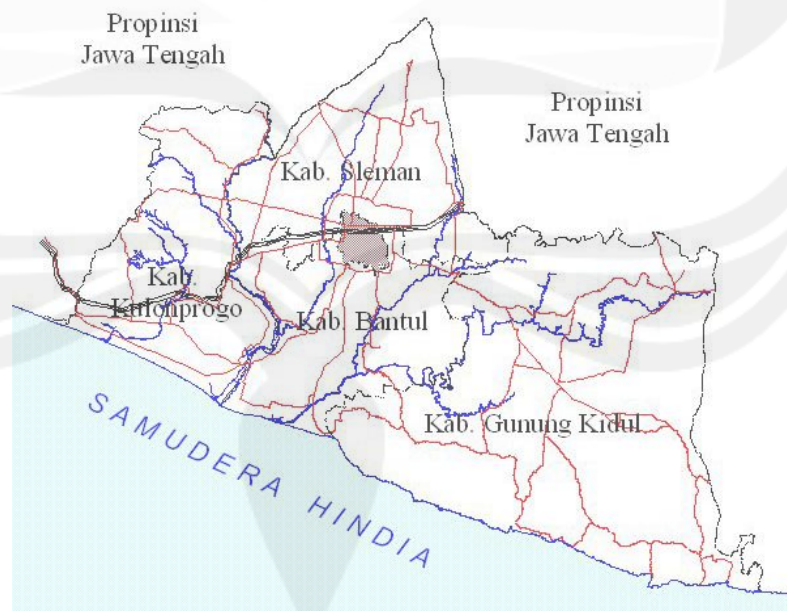 Propinsi
Jawa Tengah
Propinsi
Jawa Tengah
Kab. Sleman
Kab.
Kulonprogo
Kab. Bantul
Kab. Gunung Kidul
SAMUDERA HINDIA